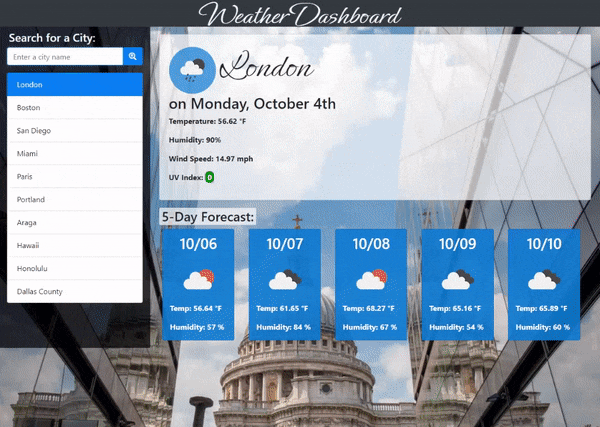 WeatherDashboard
Search for a City:
Enter a city name
London
Boston
San Diego
Miami
Paris
Portland
Araga
Hawaii
Honolulu
Dallas County
London
on Monday, October 4th
Temperature: 56.62 °F
Humidity: 90%
Wind Speed: 14.97 mph
UV Index: 0
5-Day Forecast:
10/06
Temp: 56.64 °F
Humidity: 57 %
10/07
Temp: 61.65 °F
Humidity: 84 %
10/08
Temp: 68.27 °F
Humidity: 67 %
10/09
Temp: 65.16 °F
Humidity: 54 %
10/10
Temp: 65.89 °F
Humidity: 60 %